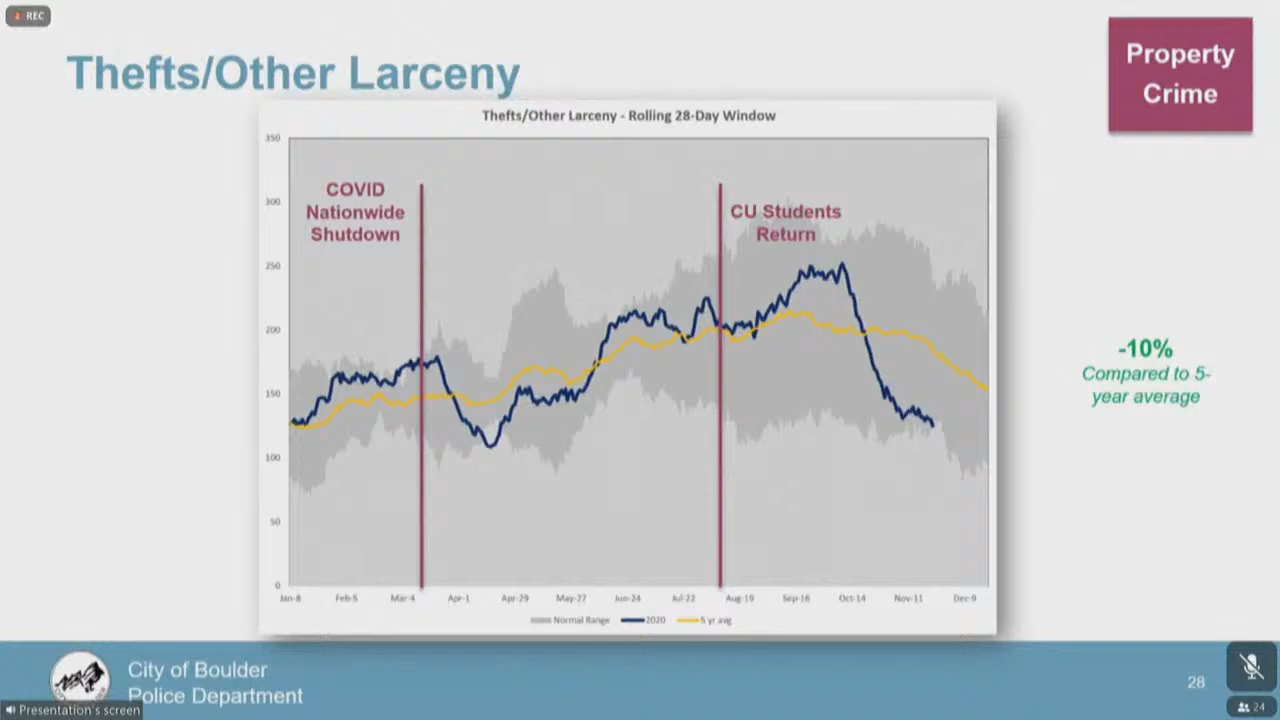 REC
Thefts/Other Larceny
Property
Crime
Thefts/Other Larceny - Rolling 28-Day Window
350
300
250
200
150
100
50
0
COVID
Nationwide
Shutdown
CU Students
Return
Jan-8 Feb-5 Mar-4 Apr-1 Apr-29 May-27 Jun-24 Jul-22 Aug-19 Sep-16 Oct-14 Nov-11 Dec-9
Normal Range 2020 5 yr avg
-10%
Compared to 5-
year average
City of Boulder
Police Department
28
Presentation's screen
24